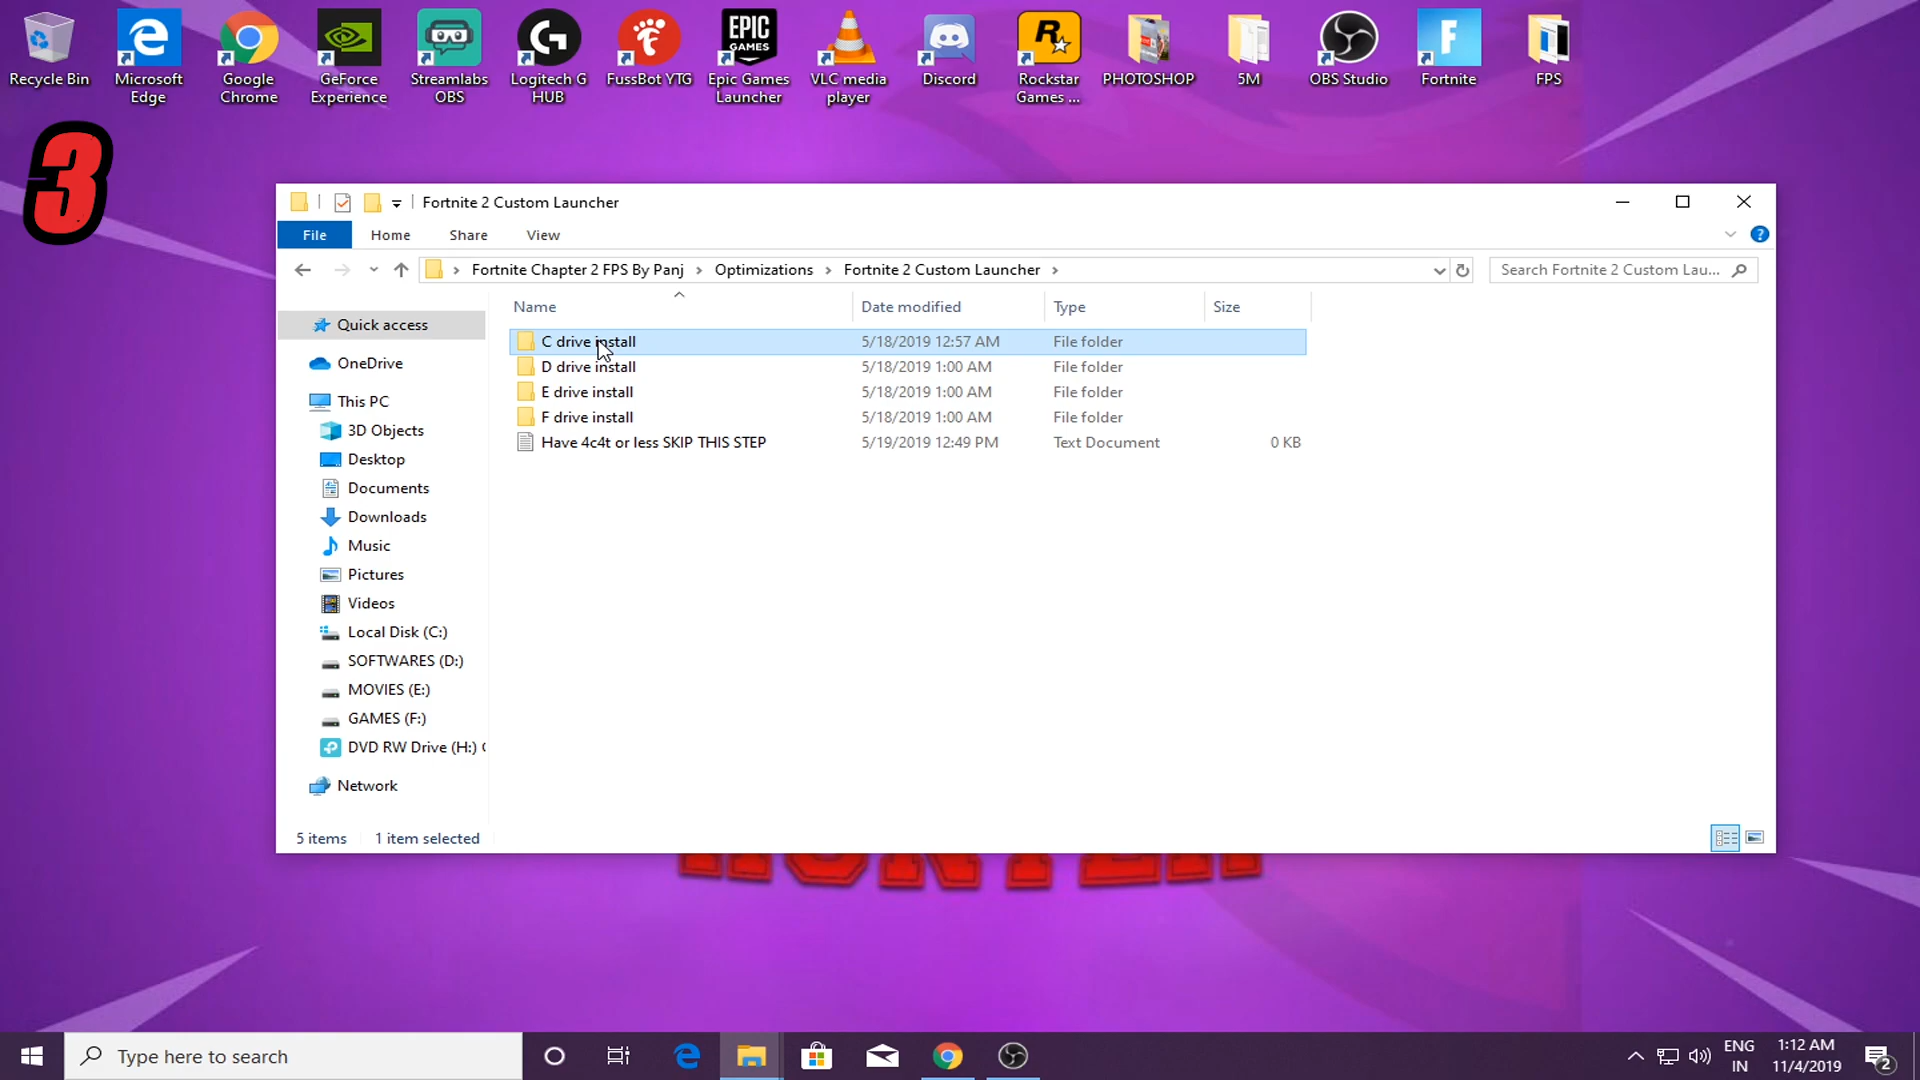 Recycle Bin
Microsoft
Edge
Google
Chrome
GeForce
Experience
Streamlabs
OBS
Logitech G
HUB
FussBot YTG
EPIC
GAMES
Epic Games
Launcher
VLC media
player
Discord
Rockstar
Games ...
PHOTOSHOP
5M
OBS Studio
Fortnite
FPS
3
Fortnite 2 Custom Launcher
File Home Share View
Fortnite Chapter 2 FPS By Panj > Optimizations > Fortnite 2 Custom Launcher >
Search Fortnite 2 Custom Lau...
Name Date modified Type Size
C drive install 5/18/2019 12:57 AM File folder
D drive install 5/18/2019 1:00 AM File folder
E drive install 5/18/2019 1:00 AM File folder
F drive install 5/18/2019 1:00 AM File folder
Have 4c4t or less SKIP THIS STEP 5/19/2019 12:49 PM Text Document 0 KB
Quick access
OneDrive
This PC
3D Objects
Desktop
Documents
Downloads
Music
Pictures
Videos
Local Disk (C:)
SOFTWARES (D:)
MOVIES (E:)
GAMES (F:)
DVD RW Drive (H:)
Network
5 items 1 item selected
Type here to search
ENG
IN
1:12 AM
11/4/2019
2